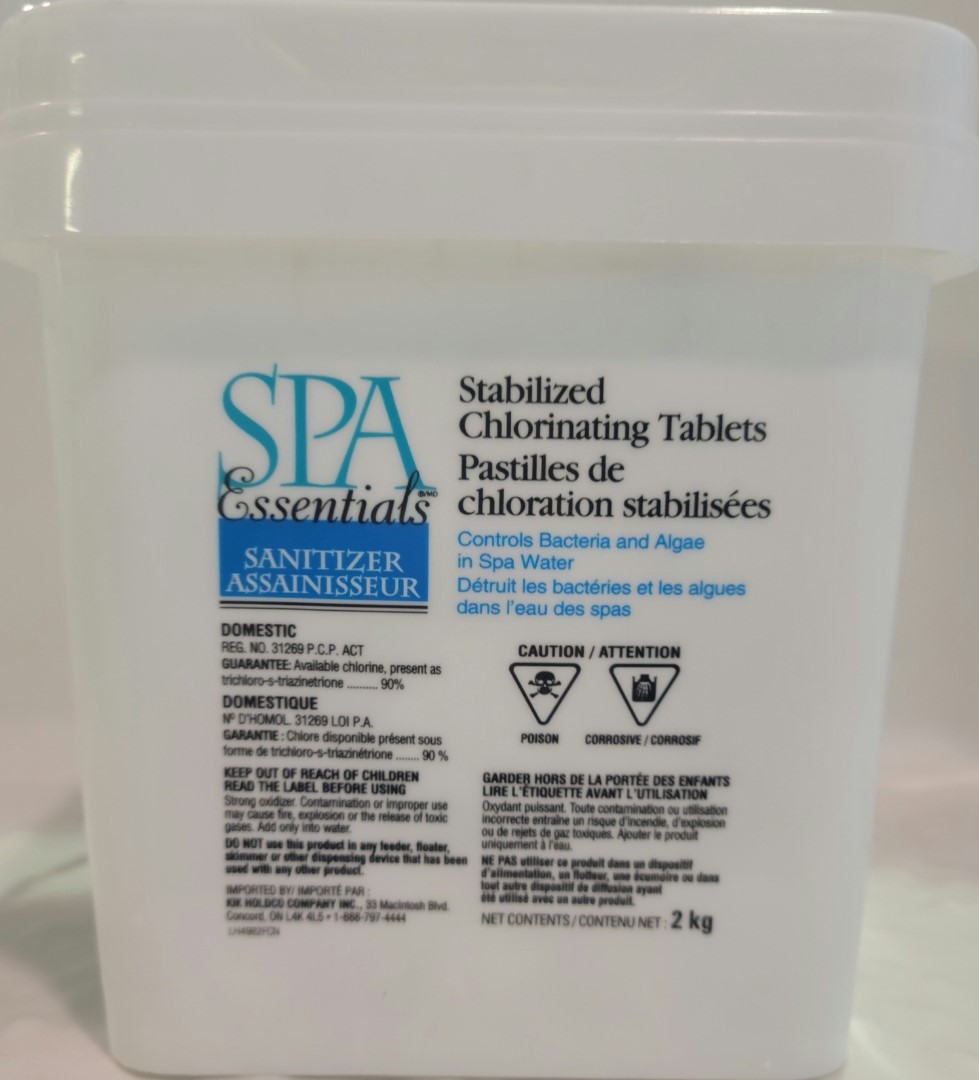 SPA
Essentials®/MD
SANITIZER
ASSAINISSEUR
Stabilized
Chlorinating Tablets
Pastilles de
chloration stabilisées
Controls Bacteria and Algae
in Spa Water
Détruit les bactéries et les algues
dans l'eau des spas
DOMESTIC
REG. NO. 31269 P.C.P. ACT
GUARANTEE: Available chlorine, present as
trichloro-s-triazinetrione .......... 90%
DOMESTIQUE
Nº D'HOMOL. 31269 LOI P.A.
GARANTIE : Chlore disponible présent sous
forme de trichloro-s-triazinétrione ........ 90 %
CAUTION / ATTENTION
POISON CORROSIVE / CORROSIF
KEEP OUT OF REACH OF CHILDREN
READ THE LABEL BEFORE USING
Strong oxidizer. Contamination or improper use
may cause fire, explosion or the release of toxic
gases. Add only into water.
DO NOT use this product in any feeder, floater,
skimmer or other dispensing device that has been
used with any other product.
IMPORTED BY/ IMPORTÉ PAR :
KIK HOLDCO COMPANY INC., 33 Macintosh Blvd.
Concord, ON L4K 4L5 • 1-888-797-4444
GARDER HORS DE LA PORTÉE DES ENFANTS
LIRE L'ÉTIQUETTE AVANT L'UTILISATION
Oxydant puissant. Toute contamination ou utilisation
incorrecte entraîne un risque d'incendie, d'explosion
ou de rejets de gaz toxiques. Ajouter le produit
uniquement à l'eau.
NE PAS utiliser ce produit dans un dispositif
d'alimentation, un flotteur, une écumoire ou dans
tout autre dispositif de diffusion ayant
été utilisé avec un autre produit.
NET CONTENTS / CONTENU NET : 2 kg